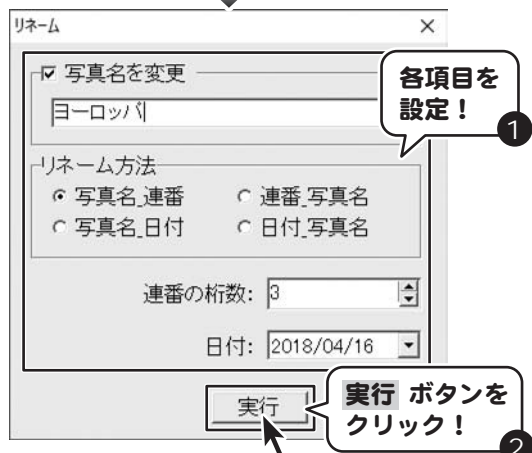 リネーム
写真名を変更
ヨーロッパ
各項目を
設定！
1
リネーム方法
写真名_連番
連番_写真名
写真名_日付
日付_写真名
連番の桁数: 3
日付: 2018/04/16
実行
実行 ボタンを
クリック！
2